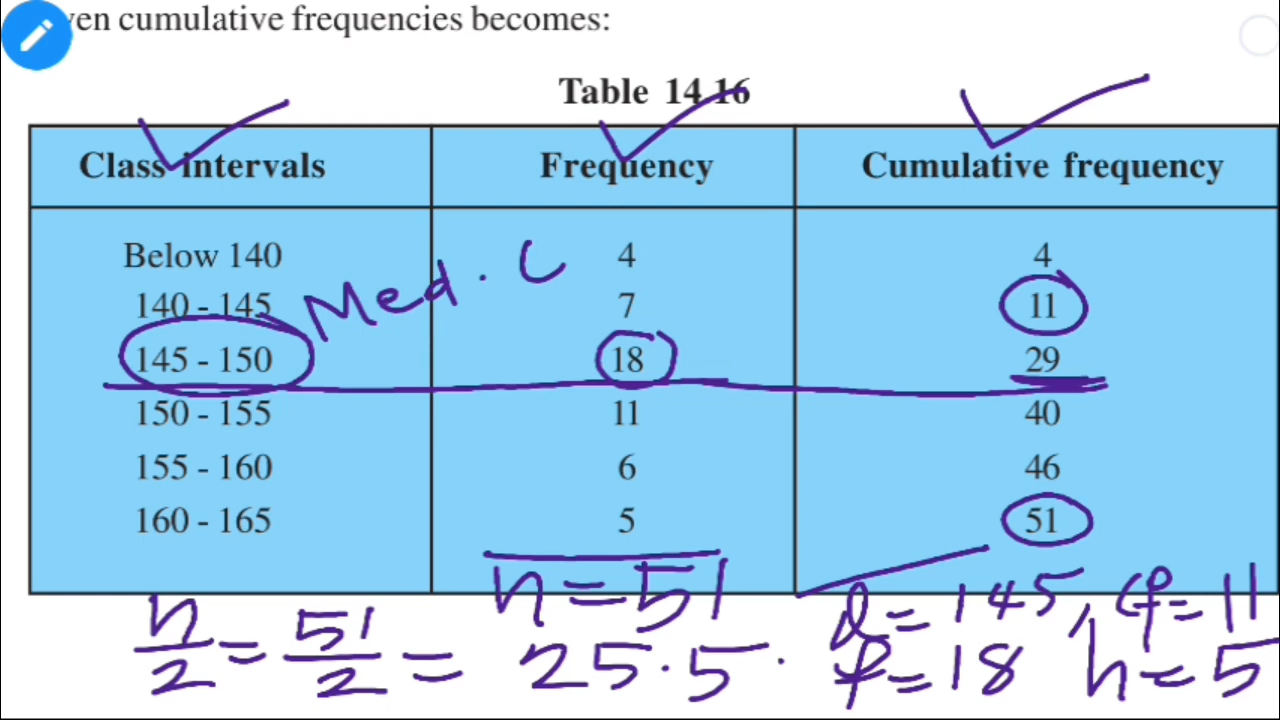 ven cumulative frequencies becomes:
Table 14.16
Class intervals Frequency Cumulative frequency
Below 140 4 4
140 - 145 7 11
Med. C
145 - 150 18 29
150 - 155 11 40
155 - 160 6 46
160 - 165 5 51
n = 51
n/2 = 51/2 = 25.5.
l = 145, cf = 11
f = 18 h = 5